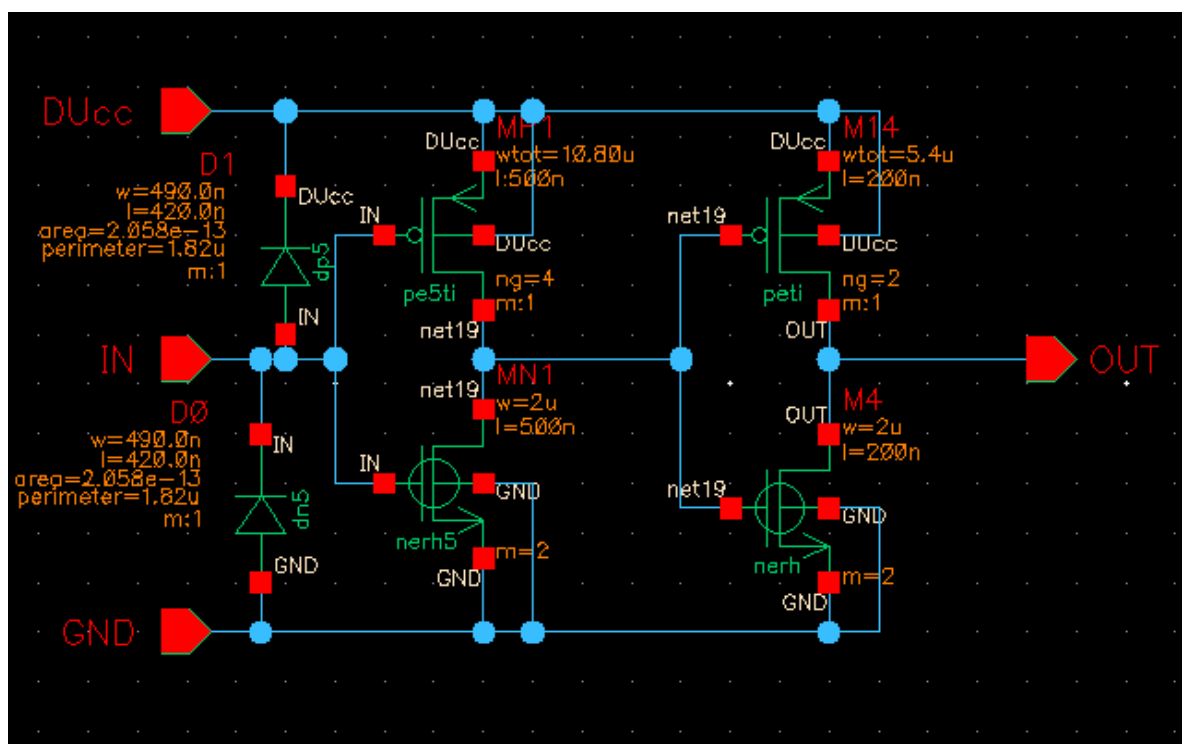 DUcc
D1
w=490.0n
l=420.0n
area=2.058e-13
perimeter=1.82u
m:1
DUcc
dp5
IN
MP1
DUcc
wtot=10.80u
l:500n
IN
DUcc
ng=4
m:1
pe5ti
net19
M14
DUcc
wtot=5.4u
l=200n
net19
DUcc
ng=2
m:1
peti
OUT
IN
OUT
D0
w=490.0n
l=420.0n
area=2.058e-13
perimeter=1.82u
m:1
IN
dn5
GND
MN1
net19
w=2u
l=500n
IN
GND
nerh5
m=2
GND
M4
OUT
w=2u
l=200n
net19
GND
nerh
m=2
GND
GND